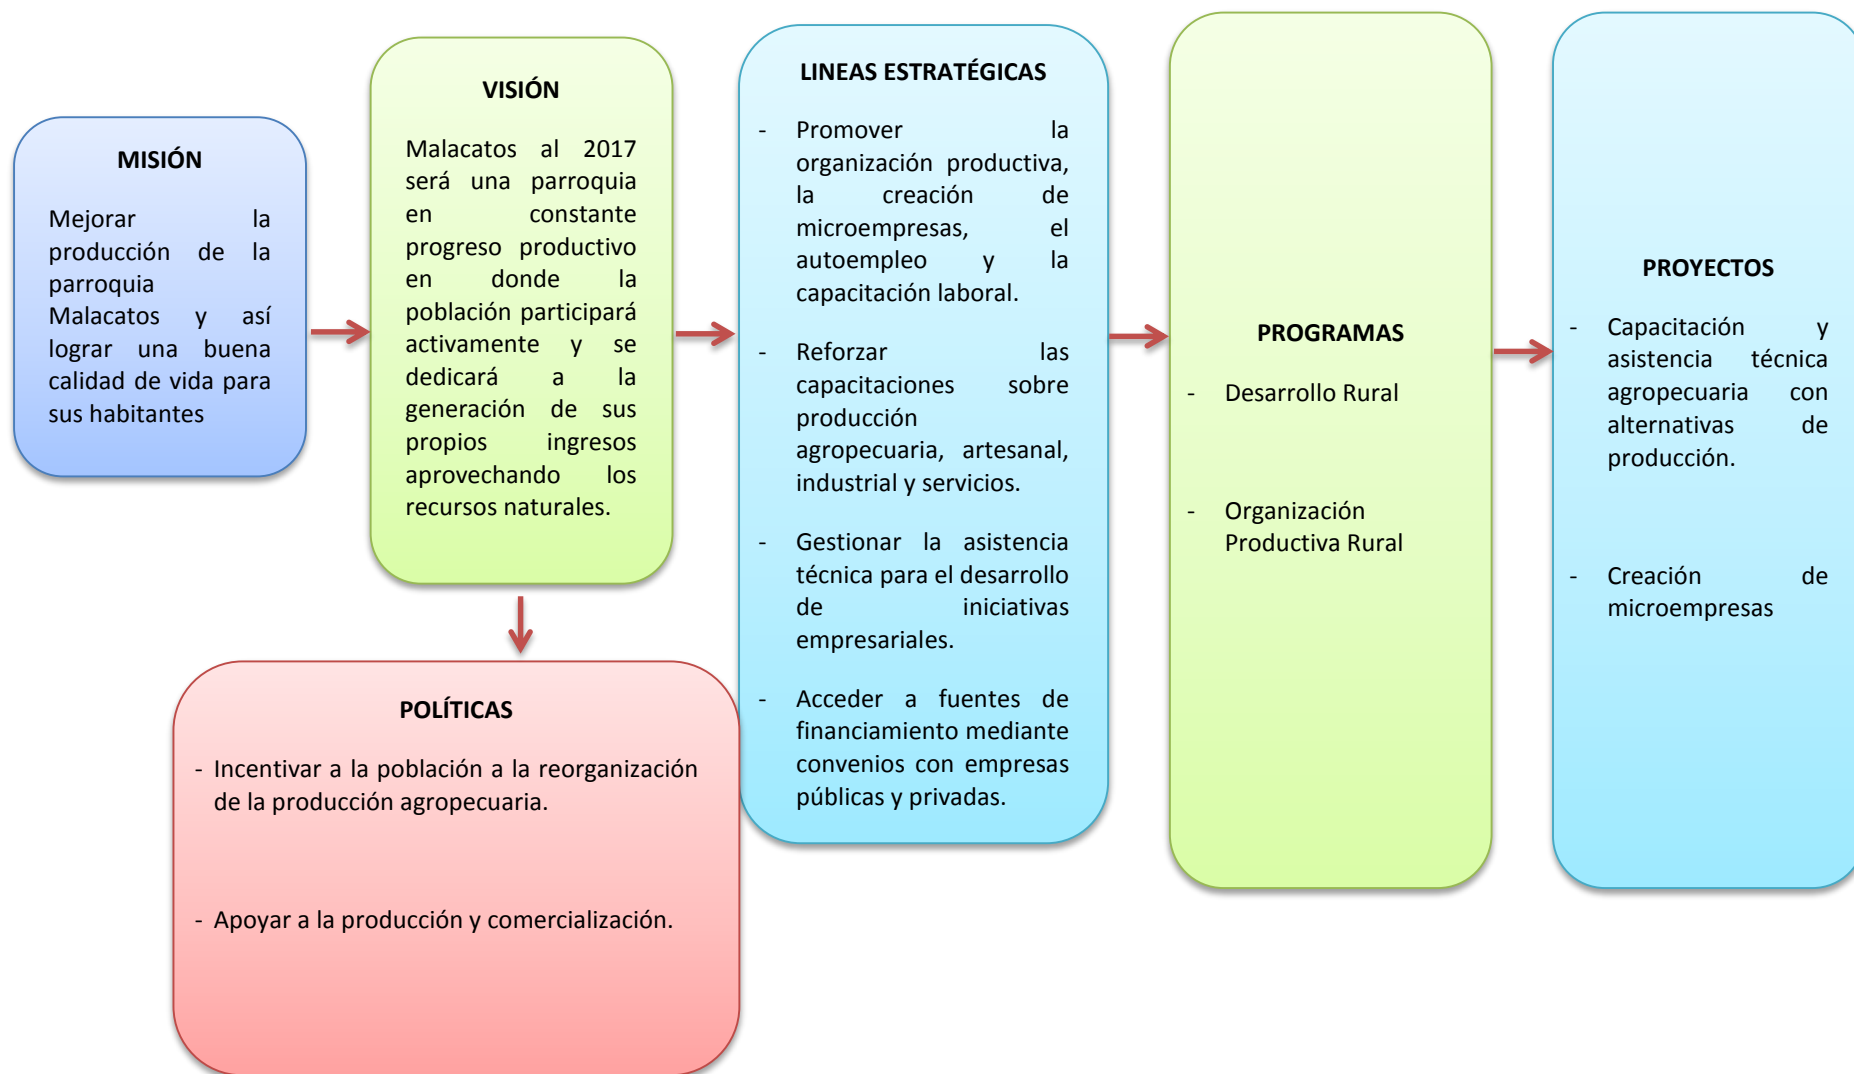 MISIÓN
Mejorar la
producción de la
parroquia
Malacatos y así
lograr una buena
calidad de vida para
sus habitantes
VISIÓN
Malacatos al 2017
será una parroquia
en constante
progreso productivo
en donde la
población participará
activamente y se
dedicará a la
generación de sus
propios ingresos
aprovechando los
recursos naturales.
POLÍTICAS
- Incentivar a la población a la reorganización
de la producción agropecuaria.
- Apoyar a la producción y comercialización.
LINEAS ESTRATÉGICAS
- Promover la
organización productiva,
la creación de
microempresas, el
autoempleo y la
capacitación laboral.
- Reforzar las
capacitaciones sobre
producción
agropecuaria, artesanal,
industrial y servicios.
- Gestionar la asistencia
técnica para el desarrollo
de iniciativas
empresariales.
- Acceder a fuentes de
financiamiento mediante
convenios con empresas
públicas y privadas.
PROGRAMAS
- Desarrollo Rural
- Organización
Productiva Rural
PROYECTOS
- Capacitación y
asistencia técnica
agropecuaria con
alternativas de
producción.
- Creación de
microempresas